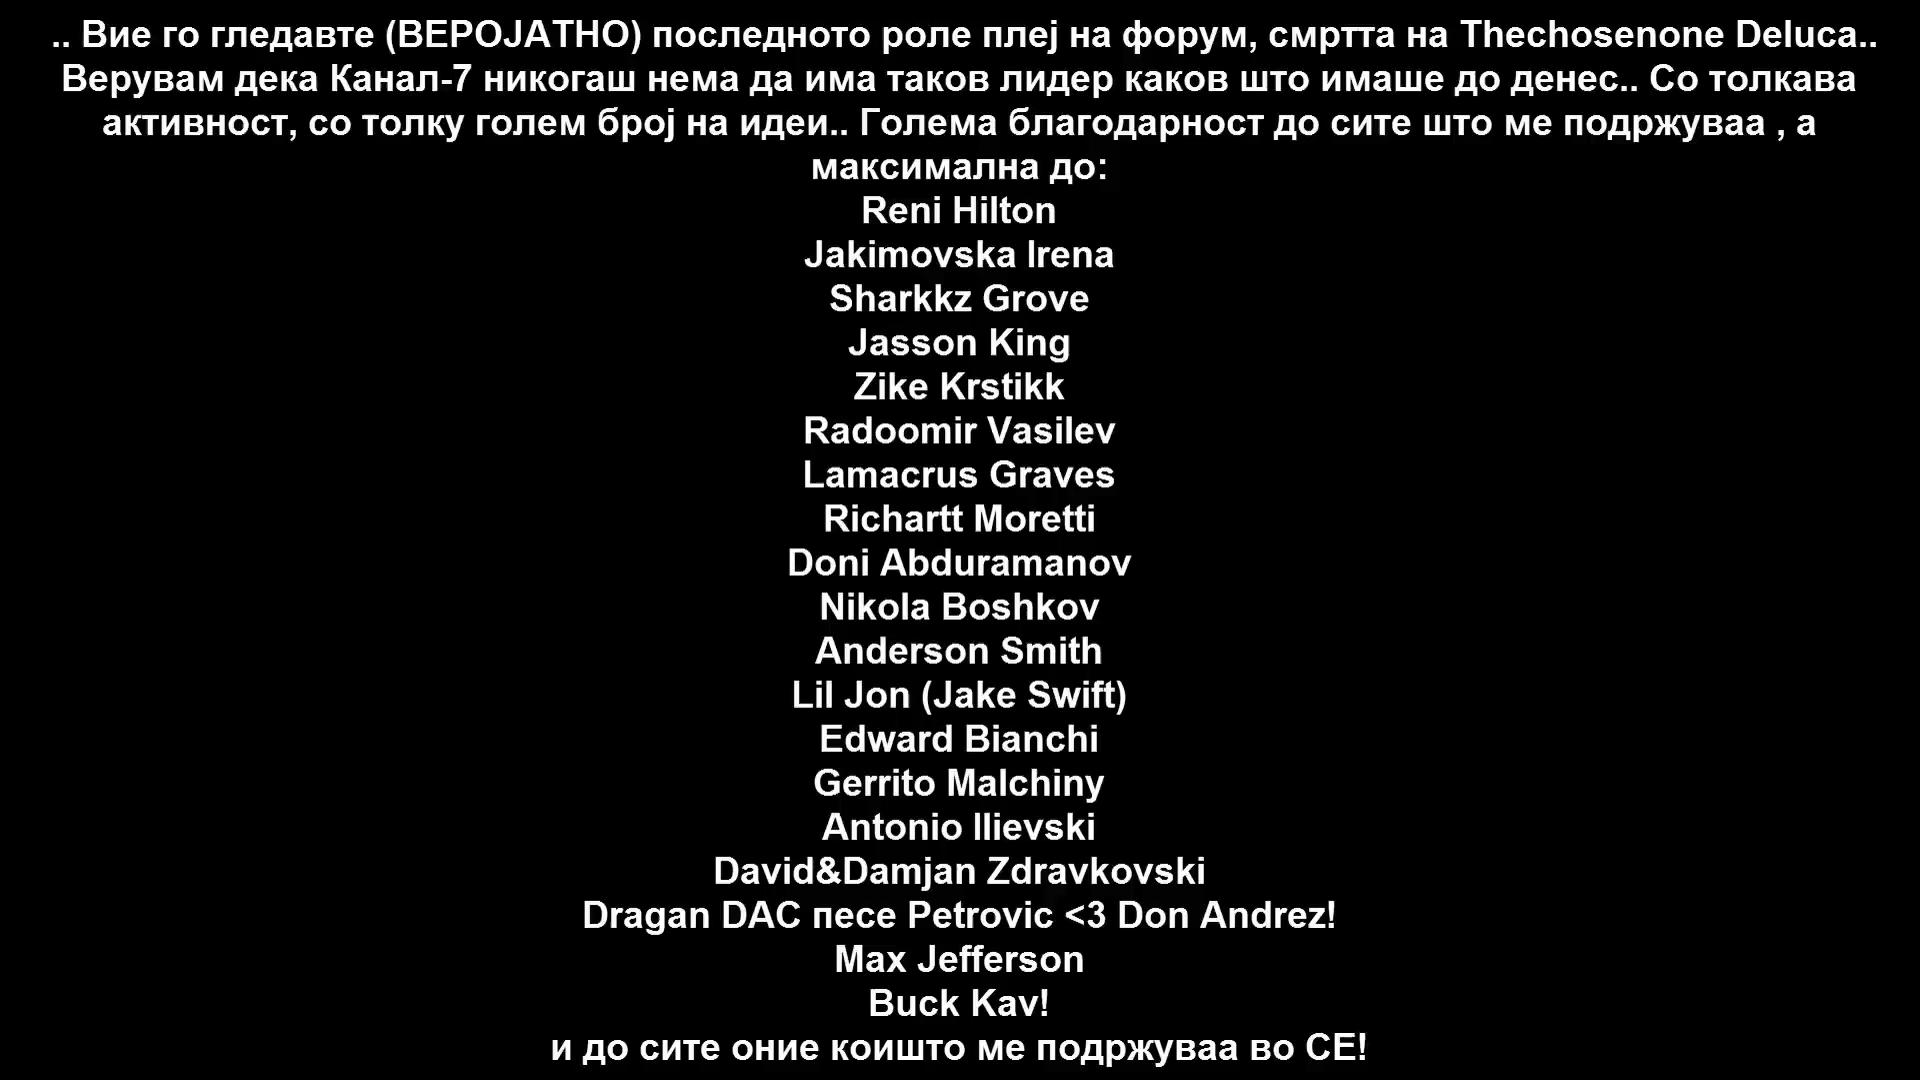 .. Вие го гледавте (ВЕРОЈАТНО) последното роле плеј на форум, смртта на Thechosenone Deluca..
Верувам дека Канал-7 никогаш нема да има таков лидер каков што имаше до денес.. Со толкава
активност, со толку голем број на идеи.. Голема благодарност до сите што ме подржуваа , а
максимална до:
Reni Hilton
Jakimovska Irena
Sharkkz Grove
Jasson King
Zike Krstikk
Radoomir Vasilev
Lamacrus Graves
Richartt Moretti
Doni Abduramanov
Nikola Boshkov
Anderson Smith
Lil Jon (Jake Swift)
Edward Bianchi
Gerrito Malchiny
Antonio Ilievski
David&Damjan Zdravkovski
Dragan DAC песе Petrovic <3 Don Andrez!
Max Jefferson
Buck Kav!
и до сите оние коишто ме подржуваа во СЕ!